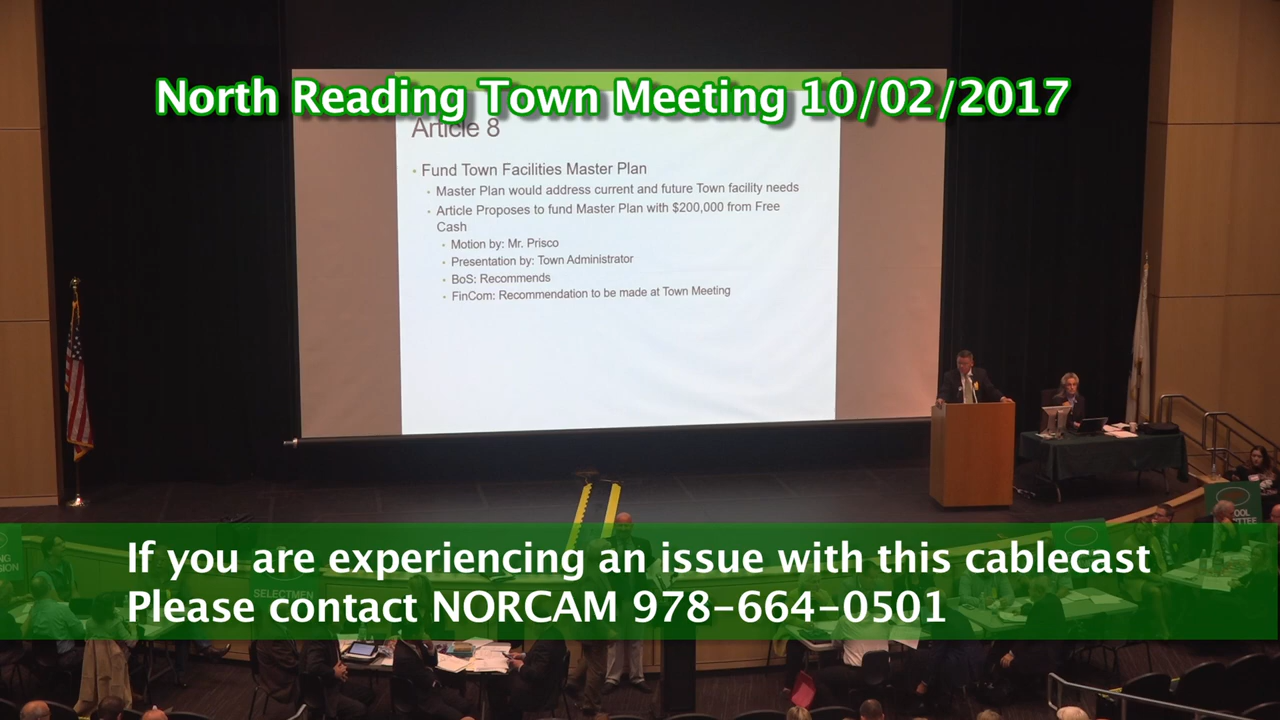 North Reading Town Meeting 10/02/2017
Article 8
• Fund Town Facilities Master Plan
• Master Plan would address current and future Town facility needs
• Article Proposes to fund Master Plan with $200,000 from Free
Cash
• Motion by: Mr. Prisco
• Presentation by: Town Administrator
• BoS: Recommends
• FinCom: Recommendation to be made at Town Meeting
If you are experiencing an issue with this cablecast
Please contact NORCAM 978-664-0501
SELECTMEN